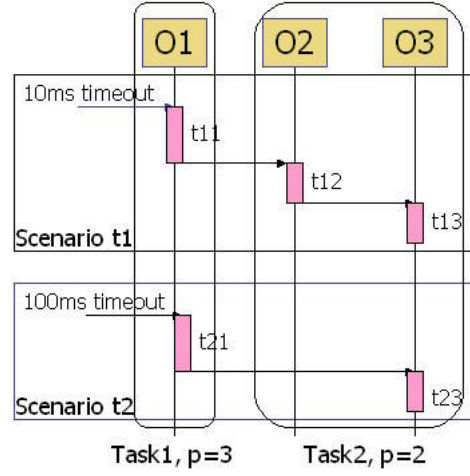 O1 O2 O3
10ms timeout
t11
t12
t13
Scenario t1
100ms timeout
t21
t23
Scenario t2
Task1, p=3 Task2, p=2